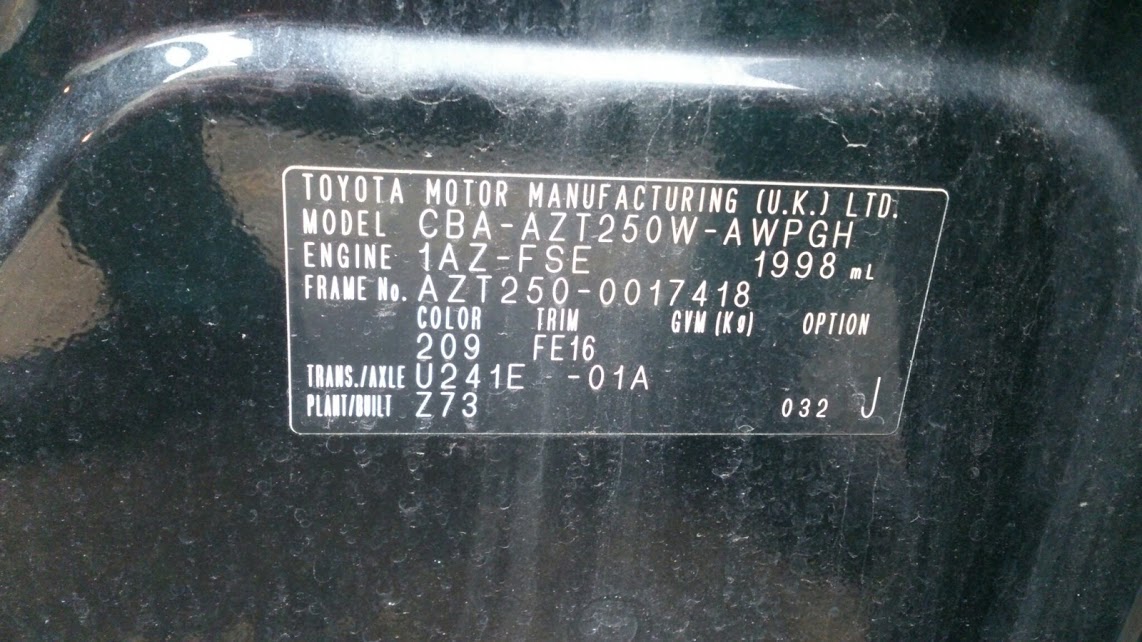 TOYOTA MOTOR MANUFACTURING (U.K.) LTD.
MODEL CBA-AZT250W-AWPGH
ENGINE 1AZ-FSE 1998 mL
FRAME No. AZT250-0017418
COLOR TRIM GVM (Kg) OPTION
209 FE16
TRANS./AXLE U241E -01A
PLANT/BUILT Z73 032 J